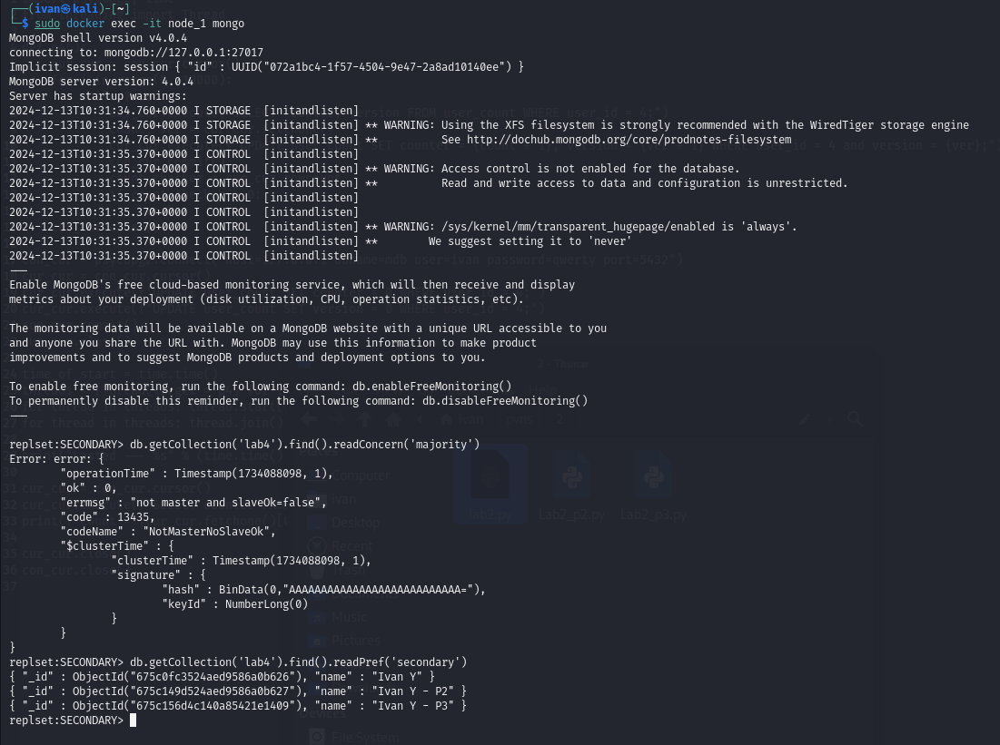 ┌──(ivan㉿kali)-[~]
└─$ sudo docker exec -it node_1 mongo
MongoDB shell version v4.0.4
connecting to: mongodb://127.0.0.1:27017
Implicit session: session { "id" : UUID("072a1bc4-1f57-4504-9e47-2a8ad10140ee") }
MongoDB server version: 4.0.4
Server has startup warnings:
2024-12-13T10:31:34.760+0000 I STORAGE  [initandlisten]
2024-12-13T10:31:34.760+0000 I STORAGE  [initandlisten] ** WARNING: Using the XFS filesystem is strongly recommended with the WiredTiger storage engine
2024-12-13T10:31:34.760+0000 I STORAGE  [initandlisten] **          See http://dochub.mongodb.org/core/prodnotes-filesystem
2024-12-13T10:31:35.370+0000 I CONTROL  [initandlisten]
2024-12-13T10:31:35.370+0000 I CONTROL  [initandlisten] ** WARNING: Access control is not enabled for the database.
2024-12-13T10:31:35.370+0000 I CONTROL  [initandlisten] **          Read and write access to data and configuration is unrestricted.
2024-12-13T10:31:35.370+0000 I CONTROL  [initandlisten]
2024-12-13T10:31:35.370+0000 I CONTROL  [initandlisten]
2024-12-13T10:31:35.370+0000 I CONTROL  [initandlisten] ** WARNING: /sys/kernel/mm/transparent_hugepage/enabled is 'always'.
2024-12-13T10:31:35.370+0000 I CONTROL  [initandlisten] **        We suggest setting it to 'never'
2024-12-13T10:31:35.370+0000 I CONTROL  [initandlisten]
---
Enable MongoDB's free cloud-based monitoring service, which will then receive and display
metrics about your deployment (disk utilization, CPU, operation statistics, etc).
The monitoring data will be available on a MongoDB website with a unique URL accessible to you
and anyone you share the URL with. MongoDB may use this information to make product
improvements and to suggest MongoDB products and deployment options to you.
To enable free monitoring, run the following command: db.enableFreeMonitoring()
To permanently disable this reminder, run the following command: db.disableFreeMonitoring()
---
replset:SECONDARY> db.getCollection('lab4').find().readConcern('majority')
Error: error: {
"operationTime" : Timestamp(1734088098, 1),
"ok" : 0,
"errmsg" : "not master and slaveOk=false",
"code" : 13435,
"codeName" : "NotMasterNoSlaveOk",
"$clusterTime" : {
"clusterTime" : Timestamp(1734088098, 1),
"signature" : {
"hash" : BinData(0,"AAAAAAAAAAAAAAAAAAAAAAAAAAA="),
"keyId" : NumberLong(0)
}
}
}
replset:SECONDARY> db.getCollection('lab4').find().readPref('secondary')
{ "_id" : ObjectId("675c0fc3524aed9586a0b626"), "name" : "Ivan Y" }
{ "_id" : ObjectId("675c149d524aed9586a0b627"), "name" : "Ivan Y - P2" }
{ "_id" : ObjectId("675c156d4c140a85421e1409"), "name" : "Ivan Y - P3" }
replset:SECONDARY>